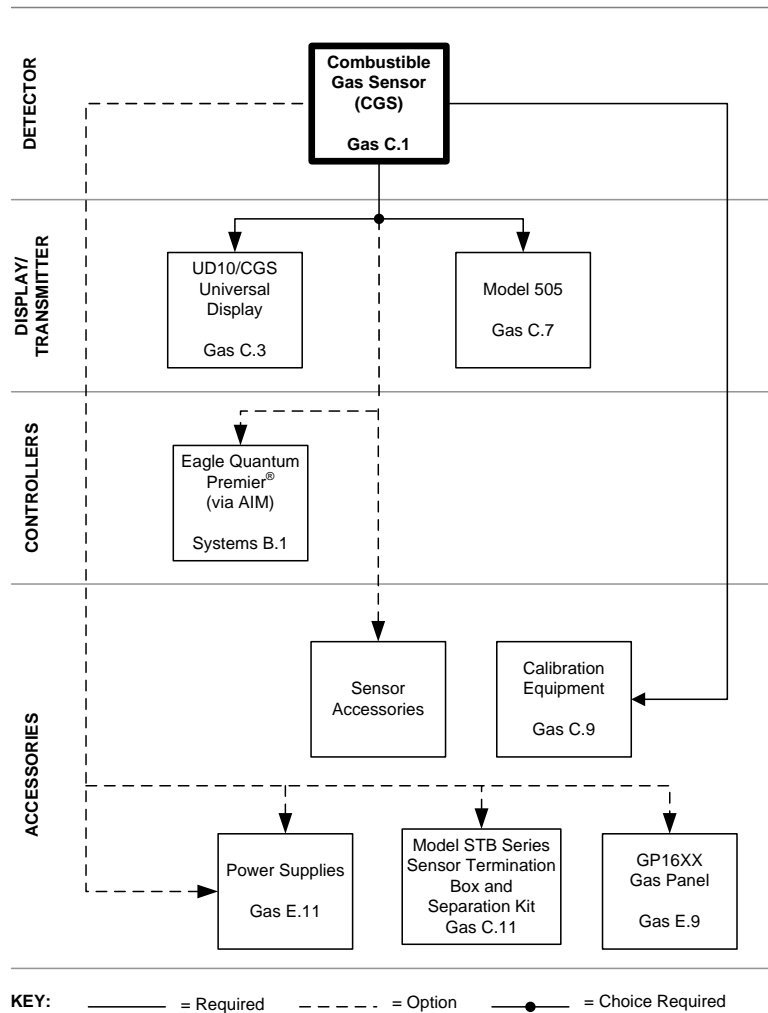 DETECTOR
Combustible
Gas Sensor
(CGS)
Gas C.1
DISPLAY/
TRANSMITTER
UD10/CGS
Universal
Display
Gas C.3
Model 505
Gas C.7
CONTROLLERS
Eagle Quantum
Premier®
(via AIM)
Systems B.1
ACCESSORIES
Sensor
Accessories
Calibration
Equipment
Gas C.9
Power Supplies
Gas E.11
Model STB Series
Sensor Termination
Box and
Separation Kit
Gas C.11
GP16XX
Gas Panel
Gas E.9
KEY: = Required = Option = Choice Required